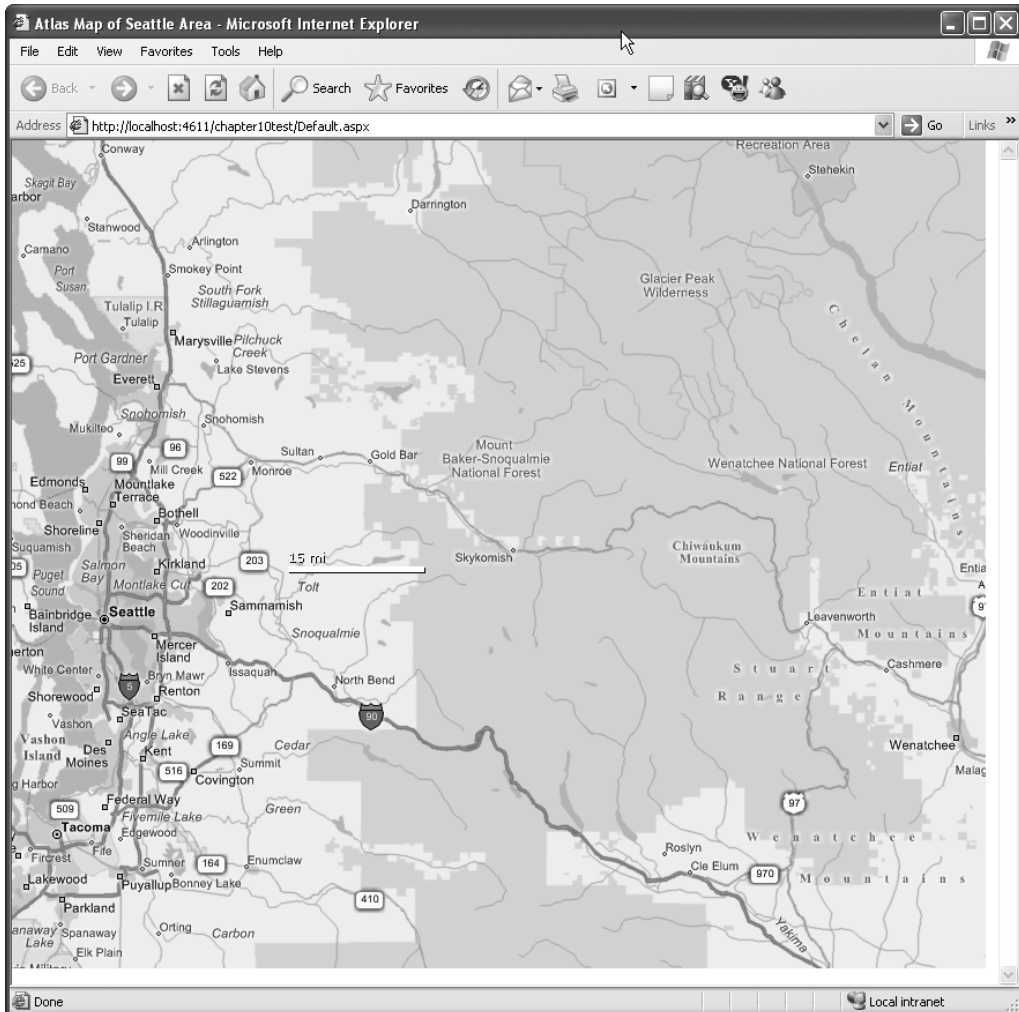 Atlas Map of Seattle Area - Microsoft Internet Explorer
File Edit View Favorites Tools Help
Back Search Favorites
Address http://localhost:4611/chapter10test/Default.aspx Go Links »
Conway
Recreation Area
Stehekin
Skagit Bay
arbor
Darrington
Stanwood
Arlington
Camano
Port
Susan
Smokey Point
South Fork
Stillaguamish
Glacier Peak
Wilderness
Tulalip I.R.
Tulalip
Chelan Mountains
Marysville
Pilchuck
Creek
Port Gardner
525
Lake Stevens
Everett
Snohomish
Snohomish
Mukilteo
96
99
Mill Creek
522
Monroe
Sultan
Gold Bar
Mount
Baker-Snoqualmie
National Forest
Wenatchee National Forest
Entiat
Edmonds
Mountlake
Terrace
mond Beach
Bothell
Shoreline
Sheridan
Beach
Woodinville
Suquamish
203
15 mi
Skykomish
Chiwaukum
Mountains
05
Puget
Sound
Salmon
Bay
Kirkland
Montlake Cut
202
Tolt
Entia
Entiat
Mountains
Bainbridge
Island
Seattle
Sammamish
Leavenworth
Snoqualmie
erton
Mercer
Island
White Center
Issaquah
Cashmere
Stuart
Range
5
Bryn Mawr
North Bend
Shorewood
Renton
90
SeaTac
Vashon
Vashon
Island
Angle Lake
Des
Moines
Kent
169
Cedar
Wenatchee
516
Summit
Malag
Covington
g Harbor
Federal Way
Green
97
509
Fivemile Lake
Tacoma
Edgewood
Wenatchee
Mountains
Roslyn
Fircrest
Fife
Sumner
164
Enumclaw
Cle Elum
970
Lakewood
Puyallup
Bonney Lake
410
Parkland
anaway
Lake
Spanaway
Orting
Carbon
Yakima
Elk Plain
Done Local intranet